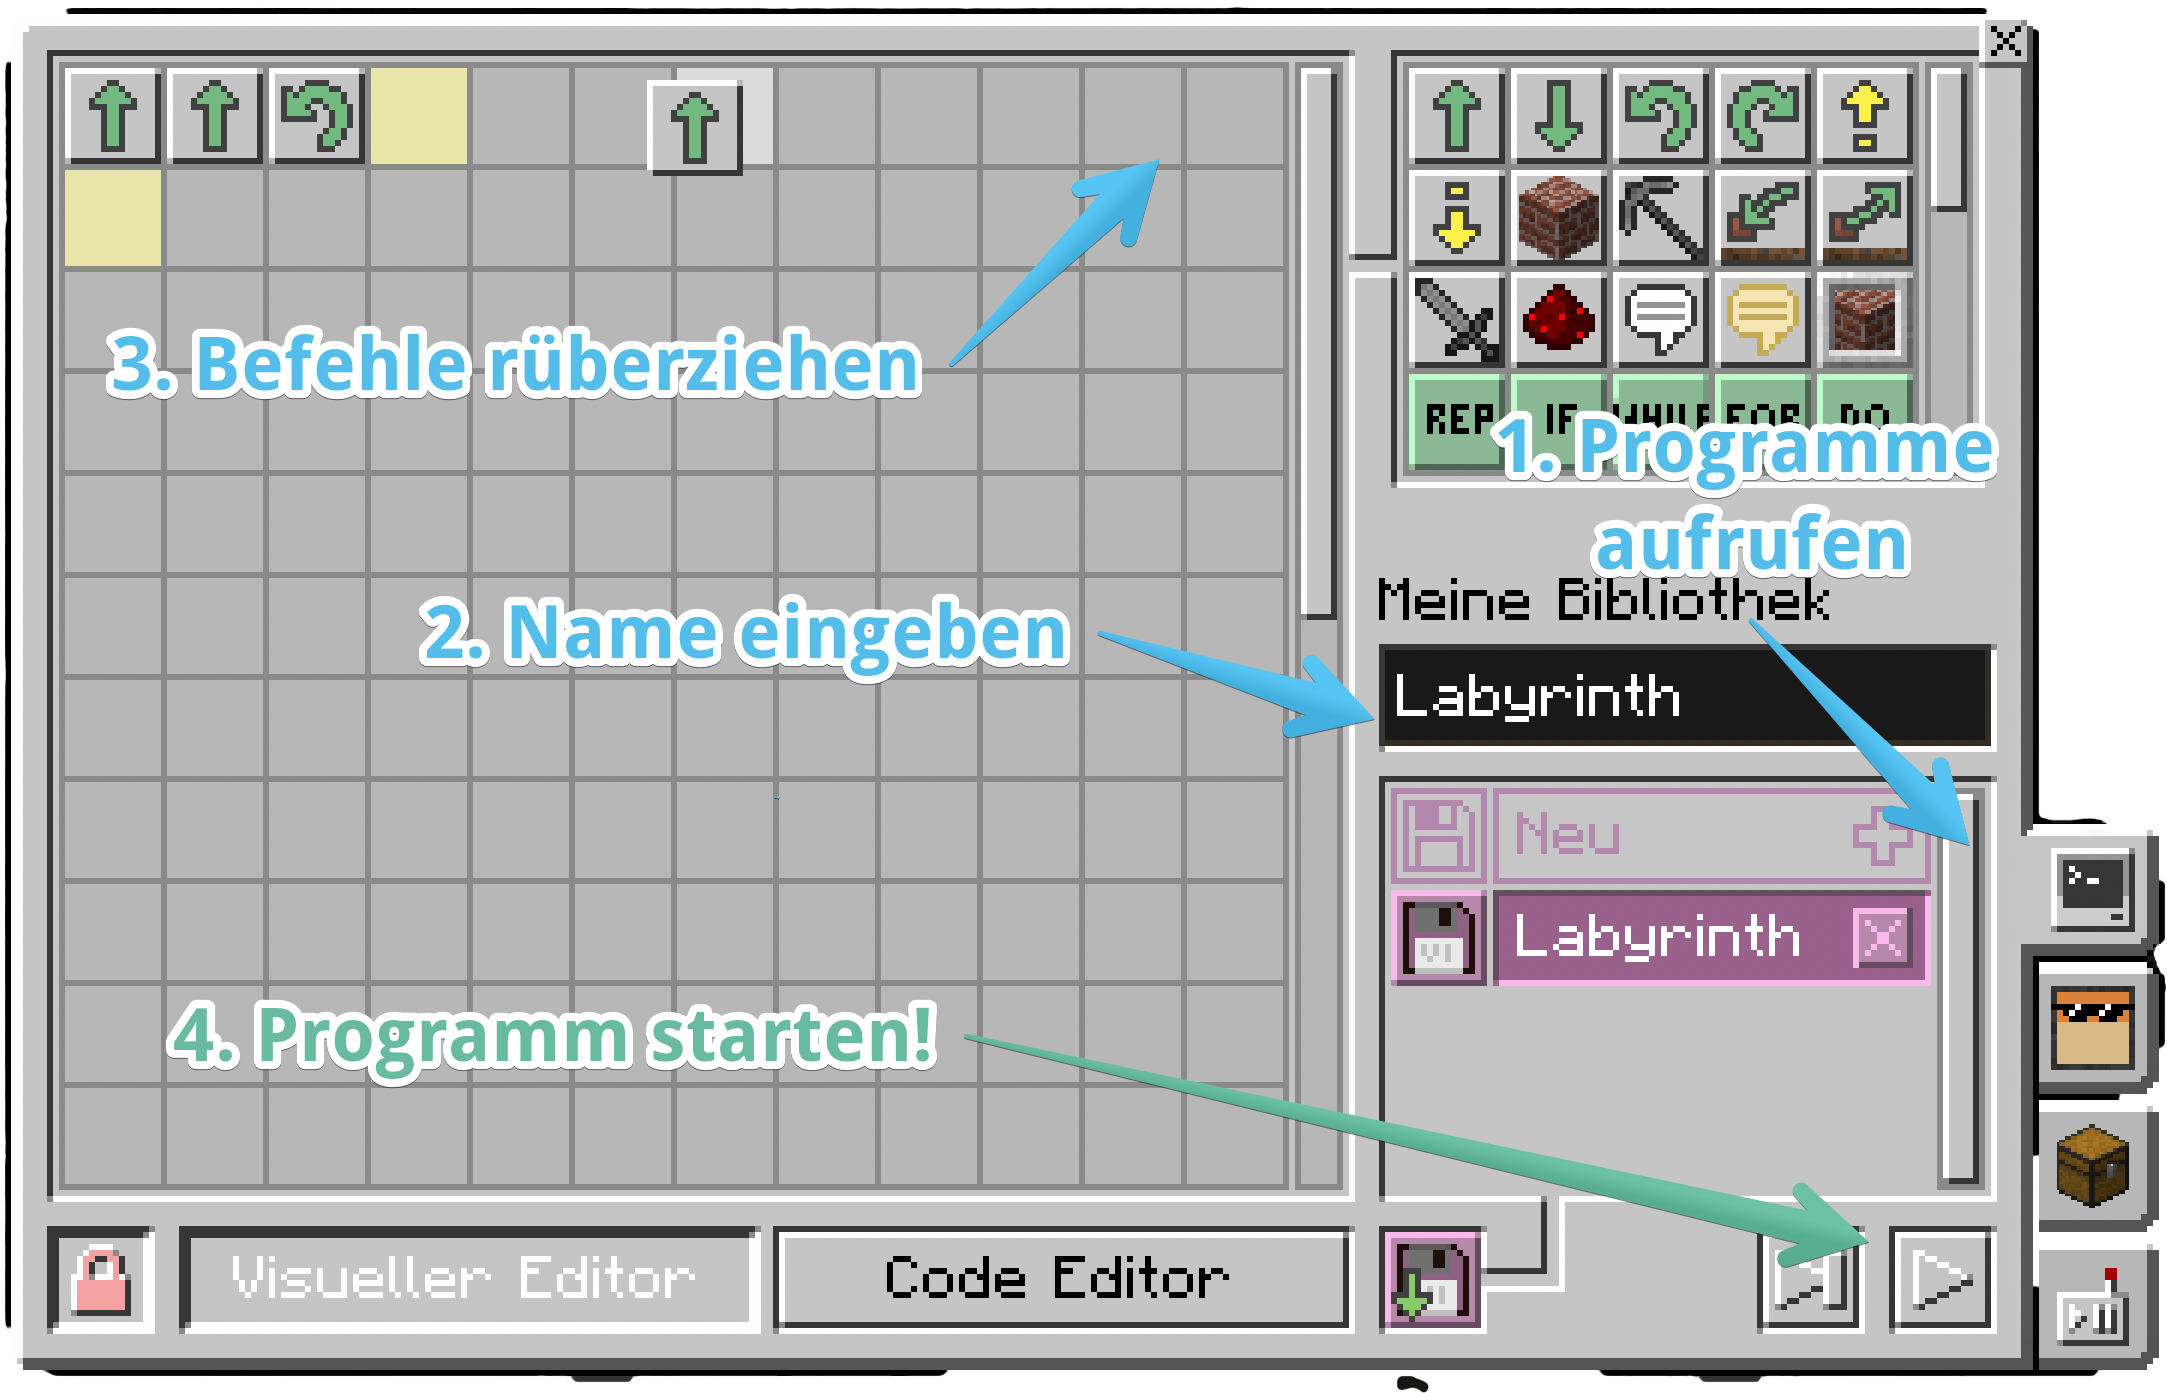 3. Befehle rüberziehen
REP IF WHILE FOR DO
1. Programme
aufrufen
Meine Bibliothek
2. Name eingeben
Labyrinth
Neu
Labyrinth
4. Programm starten!
Visueller Editor
Code Editor